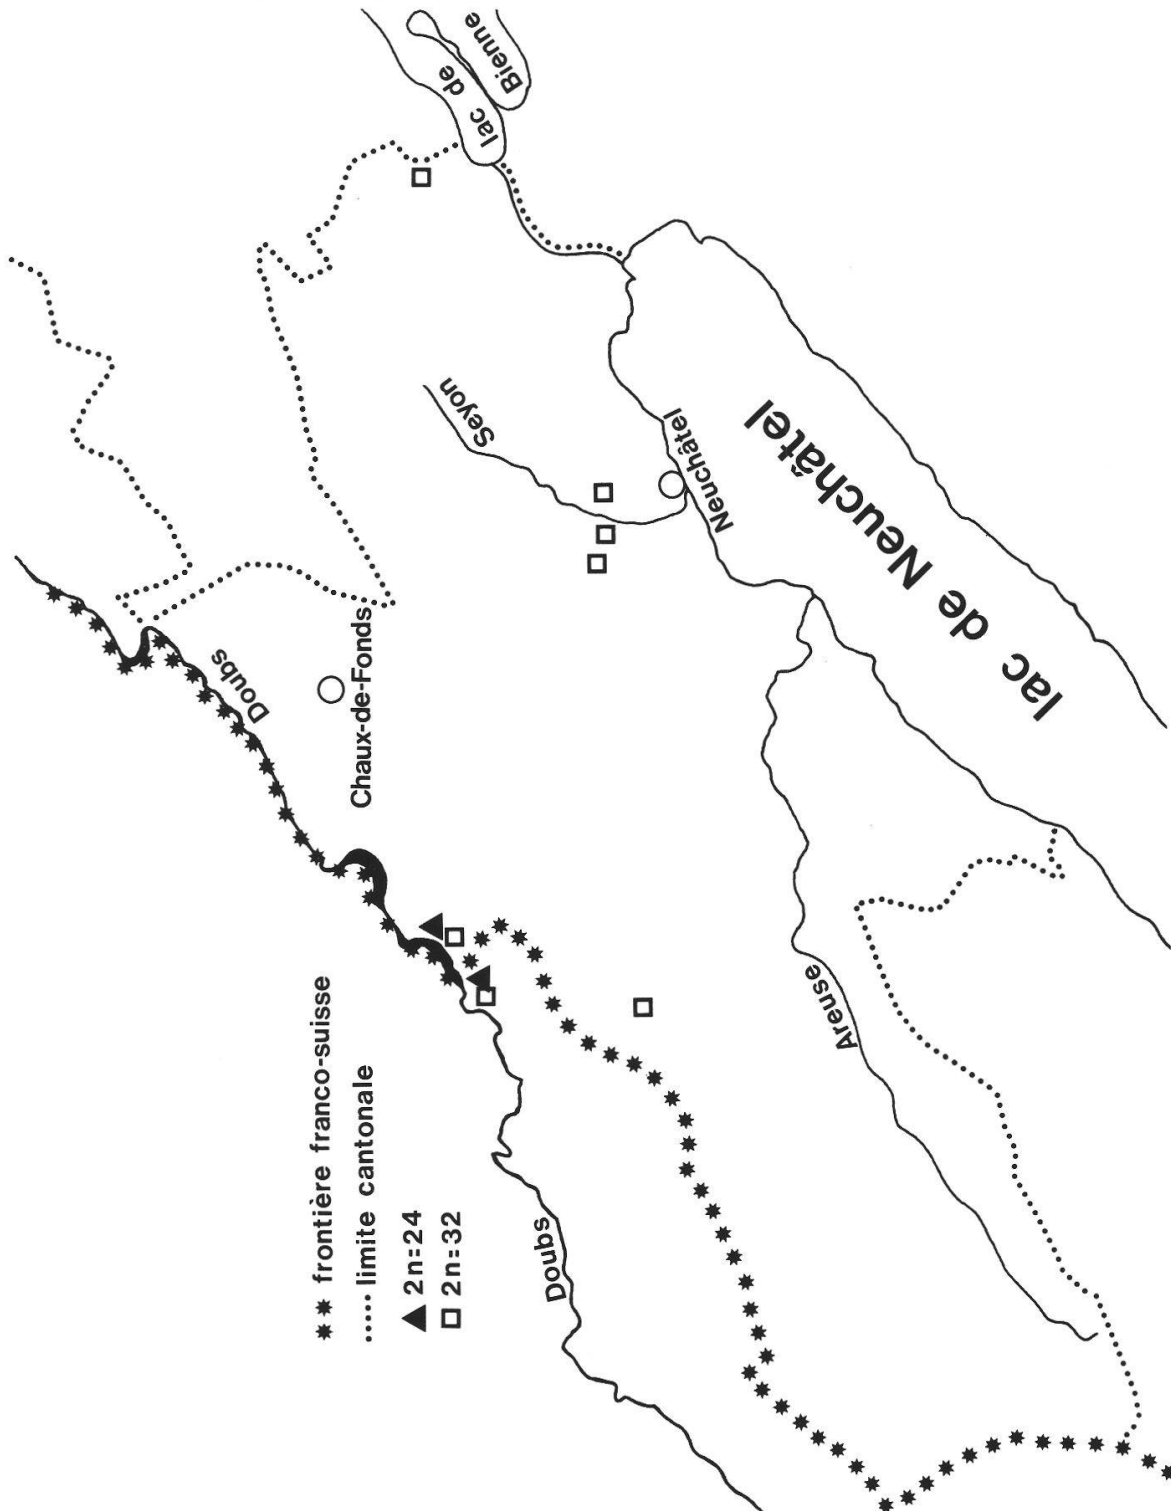 lac de
Bienne
Seyon
Neuchâtel
lac de Neuchâtel
Doubs
Chaux-de-Fonds
Areuse
Doubs
frontière franco-suisse
limite cantonale
2n=24
2n=32